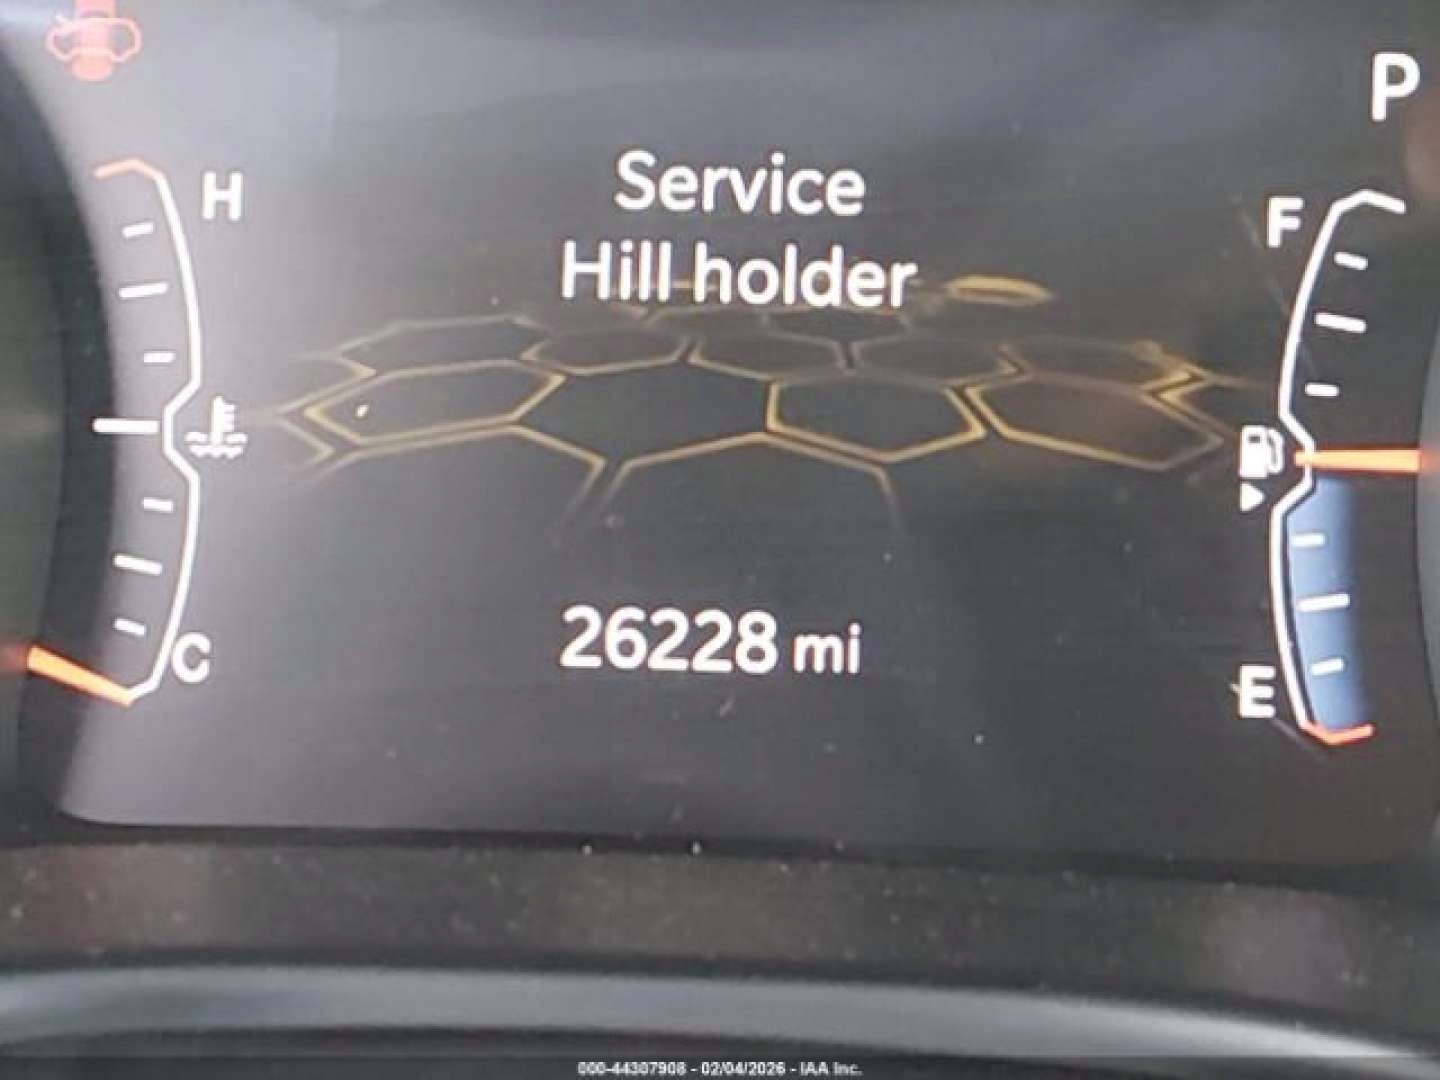 P
H
F
Service
Hill holder
26228 mi
C
E
000-44307908 - 02/04/2026 - IAA Inc.